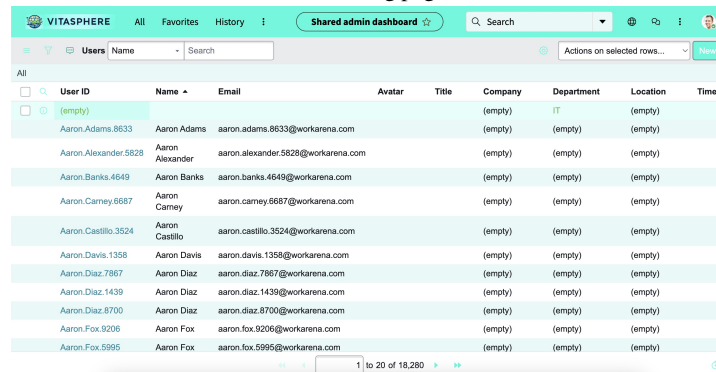 VITASPHERE All Favorites History Shared admin dashboard Search
Users Name Search Actions on selected rows... New
All
User ID Name Email Avatar Title Company Department Location Time
(empty) (empty) IT (empty)
Aaron.Adams.8633 Aaron Adams aaron.adams.8633@workarena.com (empty) (empty) (empty)
Aaron.Alexander.5828 Aaron Alexander aaron.alexander.5828@workarena.com (empty) (empty) (empty)
Aaron.Banks.4649 Aaron Banks aaron.banks.4649@workarena.com (empty) (empty) (empty)
Aaron.Carney.6687 Aaron Carney aaron.carney.6687@workarena.com (empty) (empty) (empty)
Aaron.Castillo.3524 Aaron Castillo aaron.castillo.3524@workarena.com (empty) (empty) (empty)
Aaron.Davis.1358 Aaron Davis aaron.davis.1358@workarena.com (empty) (empty) (empty)
Aaron.Diaz.7867 Aaron Diaz aaron.diaz.7867@workarena.com (empty) (empty) (empty)
Aaron.Diaz.1439 Aaron Diaz aaron.diaz.1439@workarena.com (empty) (empty) (empty)
Aaron.Diaz.8700 Aaron Diaz aaron.diaz.8700@workarena.com (empty) (empty) (empty)
Aaron.Fox.9206 Aaron Fox aaron.fox.9206@workarena.com (empty) (empty) (empty)
Aaron.Fox.5995 Aaron Fox aaron.fox.5995@workarena.com (empty) (empty) (empty)
1 to 20 of 18,280